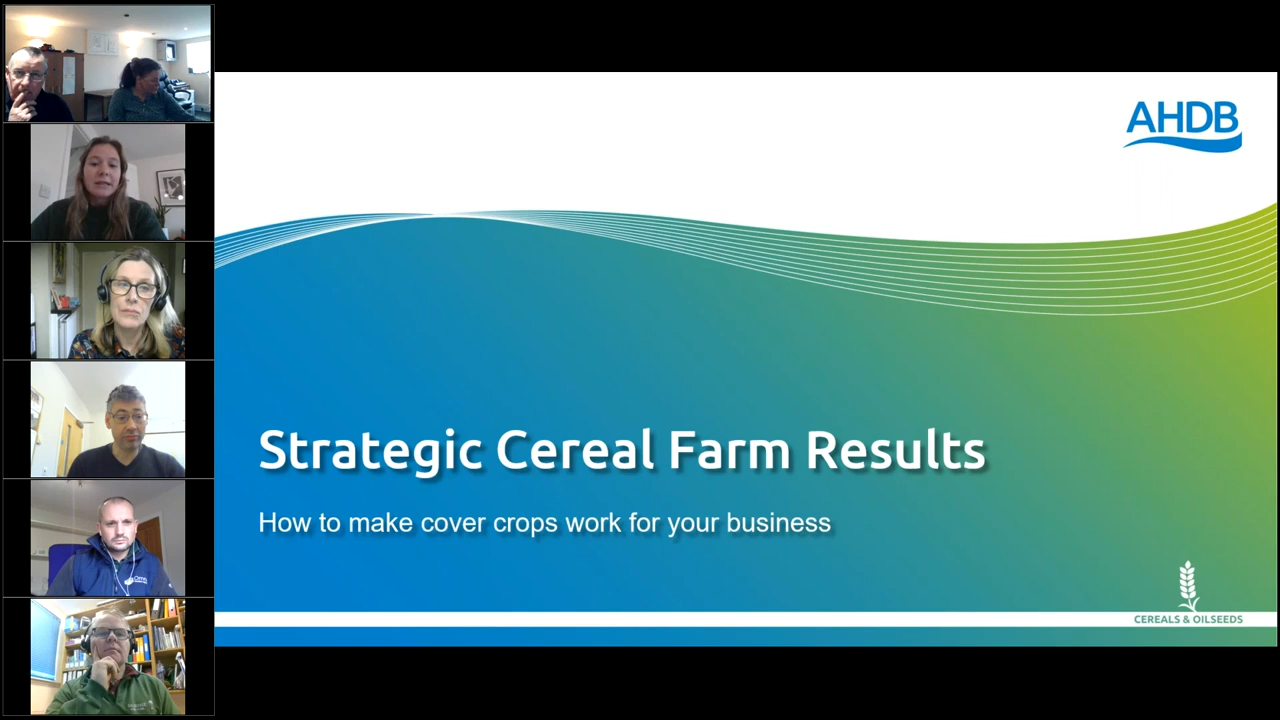 AHDB
Strategic Cereal Farm Results
How to make cover crops work for your business
CEREALS & OILSEEDS